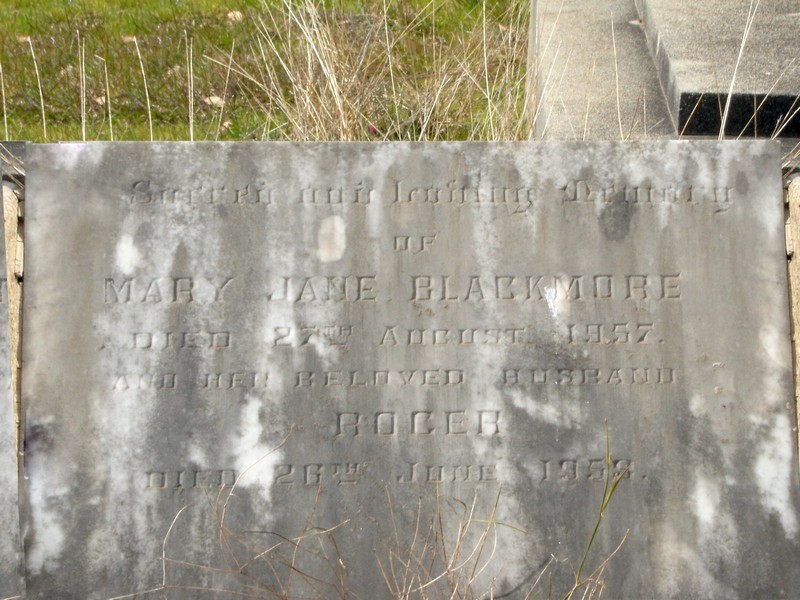 Sacred and loving Memory
OF
MARY JANE BLACKMORE
DIED 27TH AUGUST 1957.
AND HER BELOVED HUSBAND
ROGER
DIED 26TH JUNE 1958.